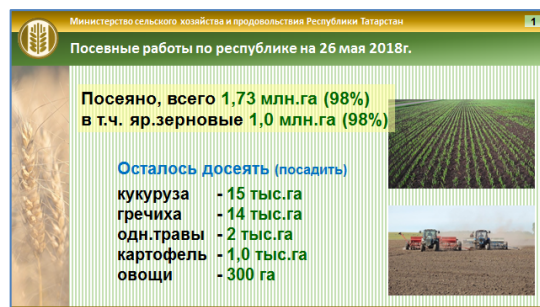 Министерство сельского хозяйства и продовольствия Республики Татарстан
1
Посевные работы по республике на 26 мая 2018г.
Посеяно, всего 1,73 млн.га (98%)
в т.ч. яр.зерновые 1,0 млн.га (98%)
Осталось досеять (посадить)
кукуруза - 15 тыс.га
гречиха - 14 тыс.га
одн.травы - 2 тыс.га
картофель - 1,0 тыс.га
овощи - 300 га